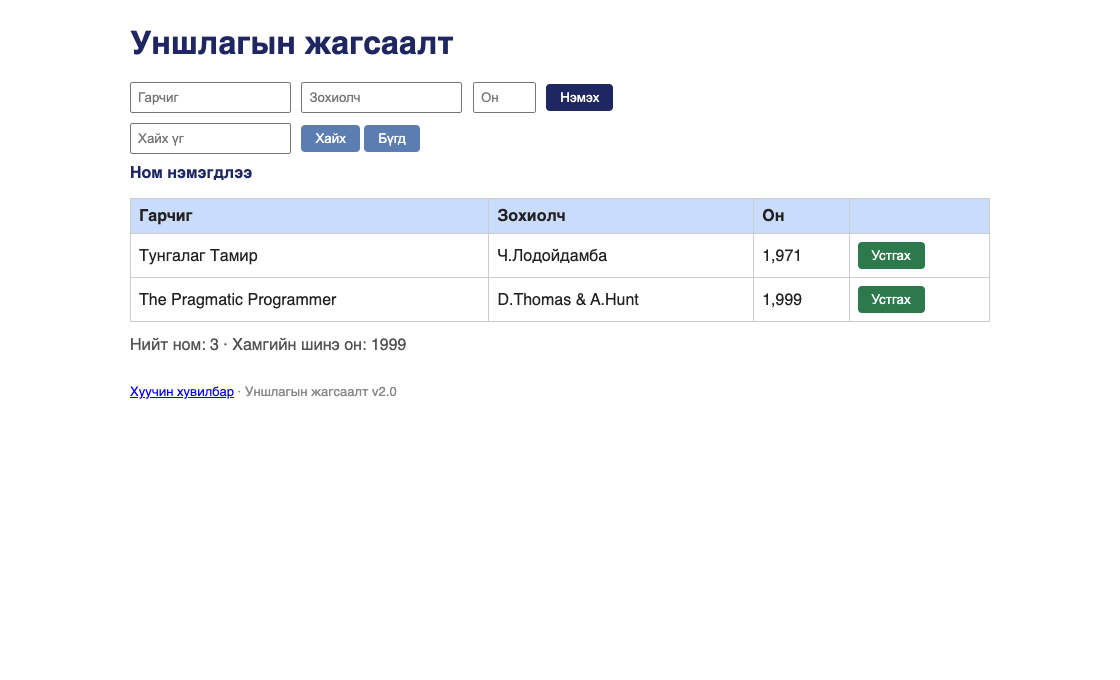 Уншлагын жагсаалт
Гарчиг Зохиолч Он Нэмэх
Хайх үг Хайх Бүгд
Ном нэмэгдлээ
Гарчиг Зохиолч Он
Тунгалаг Тамир Ч.Лодойдамба 1,971 Устгах
The Pragmatic Programmer D.Thomas & A.Hunt 1,999 Устгах
Нийт ном: 3 · Хамгийн шинэ он: 1999
Хуучин хувилбар · Уншлагын жагсаалт v2.0